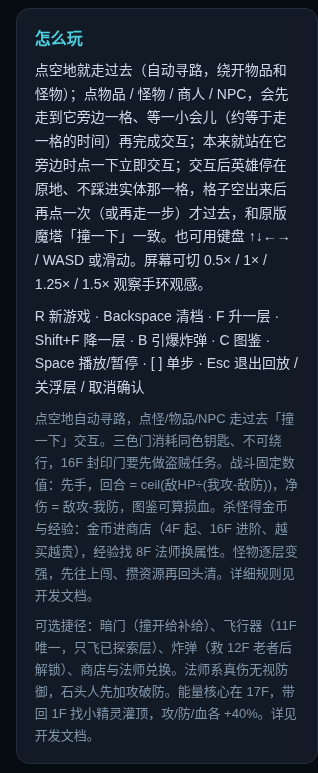 怎么玩
点空地就走过去（自动寻路，绕开物品和
怪物）；点物品 / 怪物 / 商人 / NPC，会先
走到它旁边一格、等一小会儿（约等于走
一格的时间）再完成交互；本来就站在它
旁边时点一下立即交互；交互后英雄停在
原地、不踩进实体那一格，格子空出来后
再点一次（或再走一步）才过去，和原版
魔塔「撞一下」一致。也可用键盘 ↑↓←→
/ WASD 或滑动。屏幕可切 0.5× / 1× /
1.25× / 1.5× 观察手环观感。
R 新游戏 · Backspace 清档 · F 升一层 ·
Shift+F 降一层 · B 引爆炸弹 · C 图鉴 ·
Space 播放/暂停 · [ ] 单步 · Esc 退出回放 /
关浮层 / 取消确认
点空地自动寻路，点怪/物品/NPC 走过去「撞
一下」交互。三色门消耗同色钥匙、不可绕
行，16F 封印门要先做盗贼任务。战斗固定数
值：先手，回合 = ceil(敌HP÷(我攻-敌防))，净
伤 = 敌攻-我防，图鉴可算损血。杀怪得金币
与经验：金币进商店（4F 起、16F 进阶、越
买越贵），经验找 8F 法师换属性。怪物逐层变
强，先往上闯、攒资源再回头清。详细规则见
开发文档。
可选捷径：暗门（撞开给补给）、飞行器（11F
唯一，只飞已探索层）、炸弹（救 12F 老者后
解锁）、商店与法师兑换。法师系真伤无视防
御，石头人先加攻破防。能量核心在 17F，带
回 1F 找小精灵灌顶，攻/防/血各 +40%。详见
开发文档。